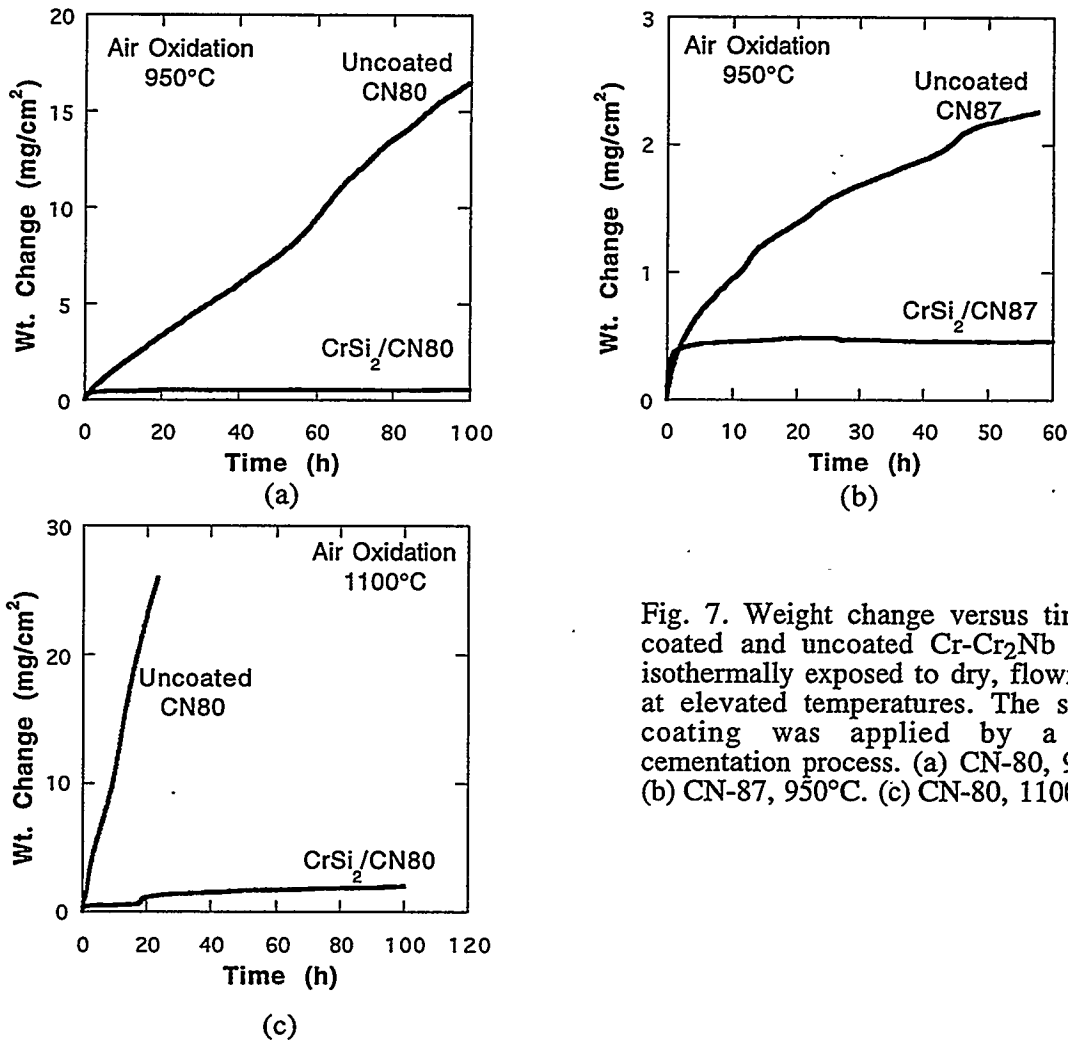 20
15
10
5
0
Wt. Change (mg/cm²)
Air Oxidation
950°C
Uncoated
CN80
CrSi₂/CN80
0 20 40 60 80 100
Time (h)
(a)
3
2
1
0
Wt. Change (mg/cm²)
Air Oxidation
950°C
Uncoated
CN87
CrSi₂/CN87
0 10 20 30 40 50 60
Time (h)
(b)
30
20
10
0
Wt. Change (mg/cm²)
Air Oxidation
1100°C
Uncoated
CN80
CrSi₂/CN80
0 20 40 60 80 100 120
Time (h)
(c)
Fig. 7. Weight change versus
coated and uncoated Cr-Cr₂Nb
isothermally exposed to dry,
at elevated temperatures. The
coating was applied by a
cementation process. (a) CN-80,
(b) CN-87, 950°C. (c) CN-80,